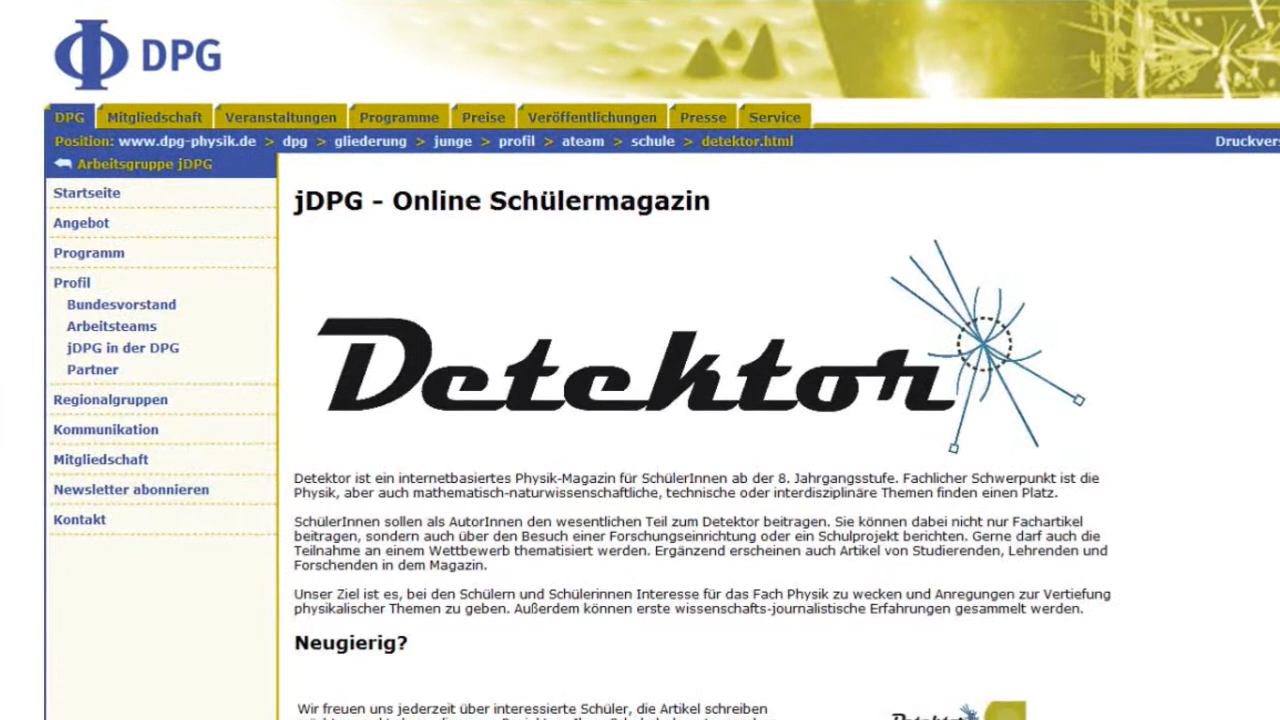 DPG
DPG Mitgliedschaft Veranstaltungen Programme Preise Veröffentlichungen Presse Service
Position: www.dpg-physik.de > dpg > gliederung > junge > profil > ateam > schule > detektor.html Druckvers
Arbeitsgruppe jDPG
Startseite
Angebot
Programm
Profil
Bundesvorstand
Arbeitsteams
jDPG in der DPG
Partner
Regionalgruppen
Kommunikation
Mitgliedschaft
Newsletter abonnieren
Kontakt
jDPG - Online Schülermagazin
Detektor
Detektor ist ein internetbasiertes Physik-Magazin für SchülerInnen ab der 8. Jahrgangsstufe. Fachlicher Schwerpunkt ist die
Physik, aber auch mathematisch-naturwissenschaftliche, technische oder interdisziplinäre Themen finden einen Platz.
SchülerInnen sollen als AutorInnen den wesentlichen Teil zum Detektor beitragen. Sie können dabei nicht nur Fachartikel
beitragen, sondern auch über den Besuch einer Forschungseinrichtung oder ein Schulprojekt berichten. Gerne darf auch die
Teilnahme an einem Wettbewerb thematisiert werden. Ergänzend erscheinen auch Artikel von Studierenden, Lehrenden und
Forschenden in dem Magazin.
Unser Ziel ist es, bei den Schülern und Schülerinnen Interesse für das Fach Physik zu wecken und Anregungen zur Vertiefung
physikalischer Themen zu geben. Außerdem können erste wissenschafts-journalistische Erfahrungen gesammelt werden.
Neugierig?
Wir freuen uns jederzeit über interessierte Schüler, die Artikel schreiben
Detektor